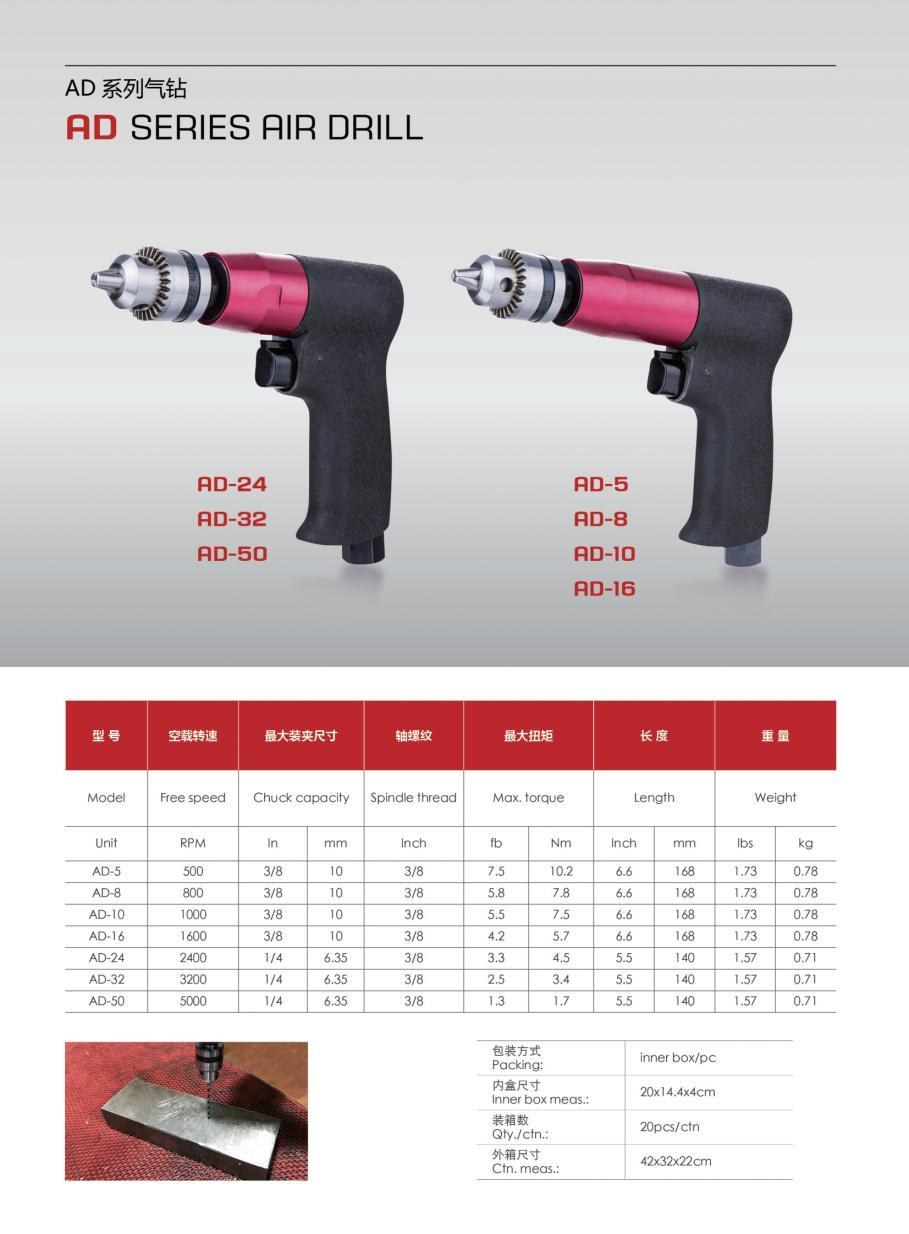 AD 系列气钻
AD SERIES AIR DRILL
AD-24
AD-32
AD-50
AD-5
AD-8
AD-10
AD-16
型 号 空载转速 最大装夹尺寸 轴螺纹 最大扭矩 长 度 重 量
Model Free speed Chuck capacity Spindle thread Max. torque Length Weight
Unit RPM In mm Inch fb Nm Inch mm lbs kg
AD-5 500 3/8 10 3/8 7.5 10.2 6.6 168 1.73 0.78
AD-8 800 3/8 10 3/8 5.8 7.8 6.6 168 1.73 0.78
AD-10 1000 3/8 10 3/8 5.5 7.5 6.6 168 1.73 0.78
AD-16 1600 3/8 10 3/8 4.2 5.7 6.6 168 1.73 0.78
AD-24 2400 1/4 6.35 3/8 3.3 4.5 5.5 140 1.57 0.71
AD-32 3200 1/4 6.35 3/8 2.5 3.4 5.5 140 1.57 0.71
AD-50 5000 1/4 6.35 3/8 1.3 1.7 5.5 140 1.57 0.71
包装方式
Packing:
inner box/pc
内盒尺寸
Inner box meas.:
20x14.4x4cm
装箱数
Qty./ctn.:
20pcs/ctn
外箱尺寸
Ctn. meas.:
42x32x22cm